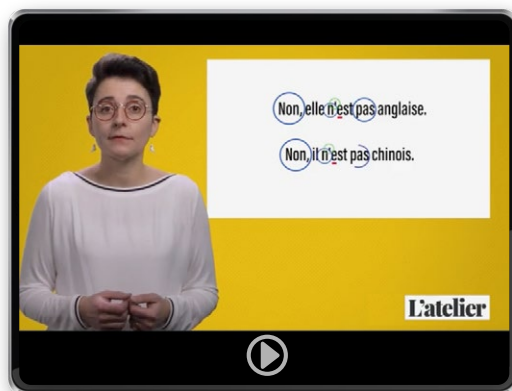 Non, elle n'est pas anglaise.
Non, il n'est pas chinois.
L'atelier